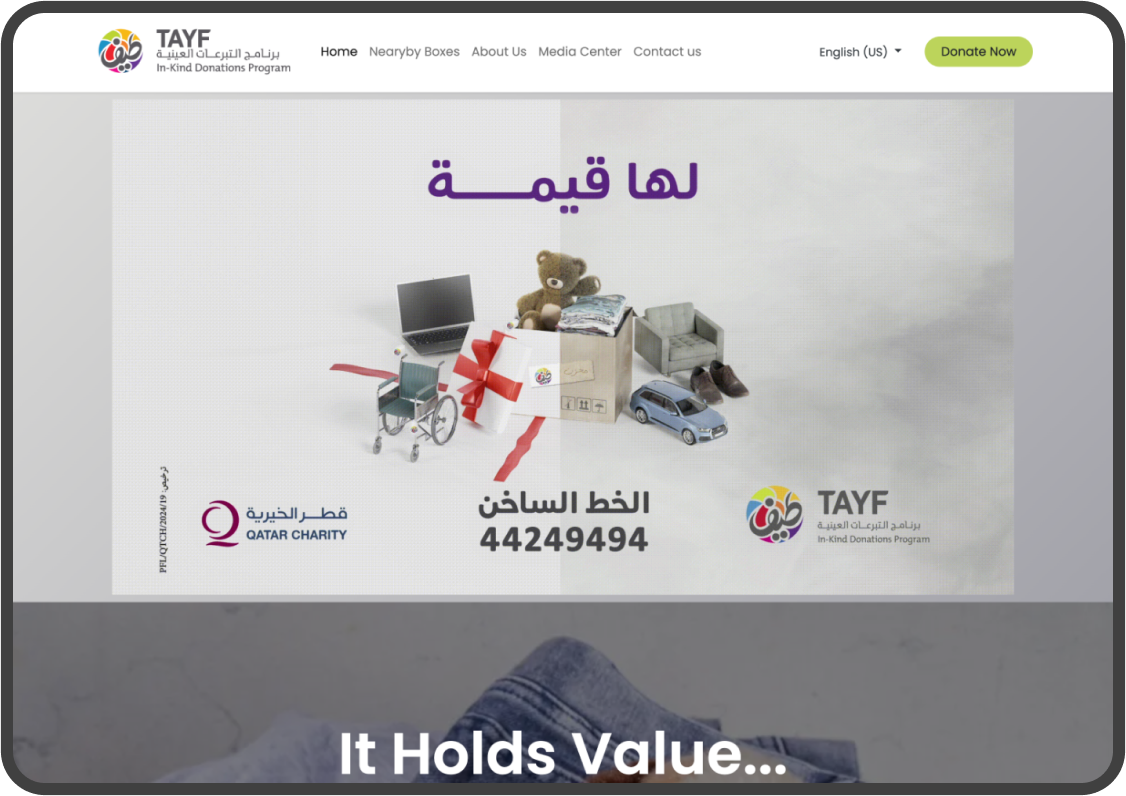 TAYF
برنامج التبرعات العينية
In-Kind Donations Program
Home
Nearyby Boxes
About Us
Media Center
Contact us
English (US)
Donate Now
لها قيمـــــة
ترخيص: PFL/QTCH/2024/19
قطـر الخيرية
QATAR CHARITY
الخط الساخن
44249494
TAYF
برنامج التبرعات العينية
In-Kind Donations Program
It Holds Value...